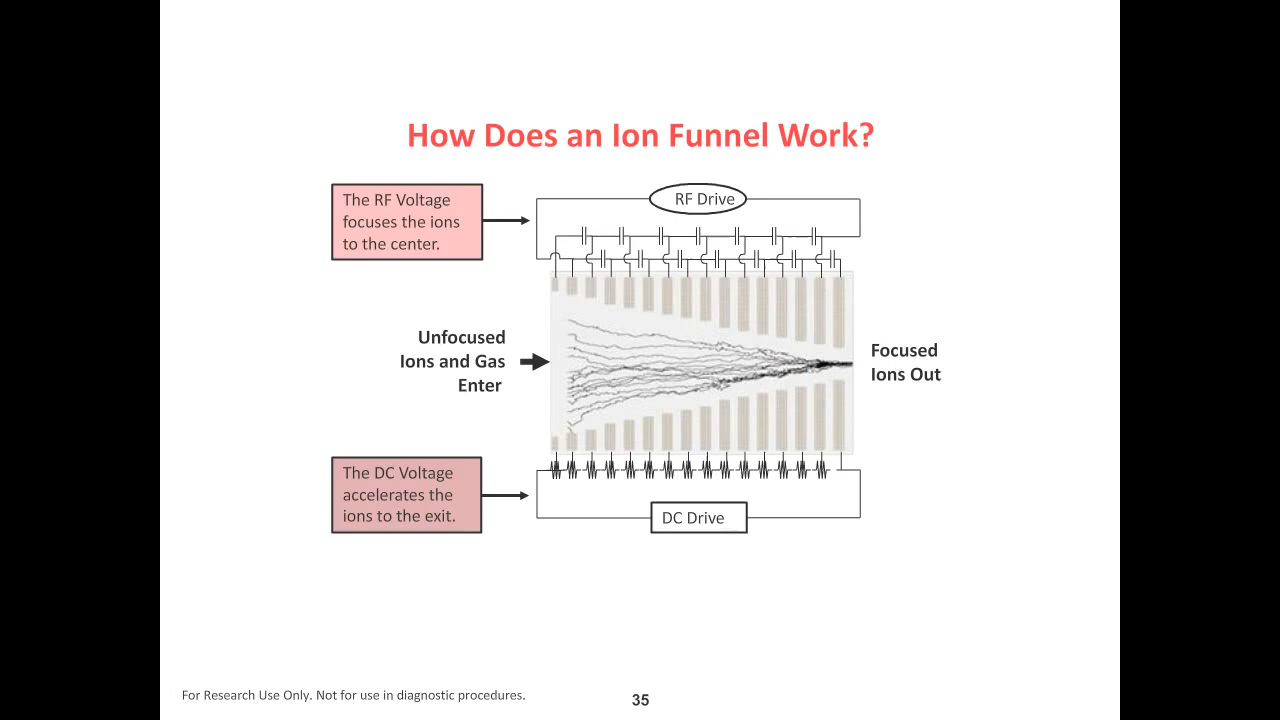 How Does an Ion Funnel Work?
The RF Voltage
focuses the ions
to the center.
RF Drive
Unfocused
Ions and Gas
Enter
Focused
Ions Out
The DC Voltage
accelerates the
ions to the exit.
DC Drive
For Research Use Only. Not for use in diagnostic procedures.
35